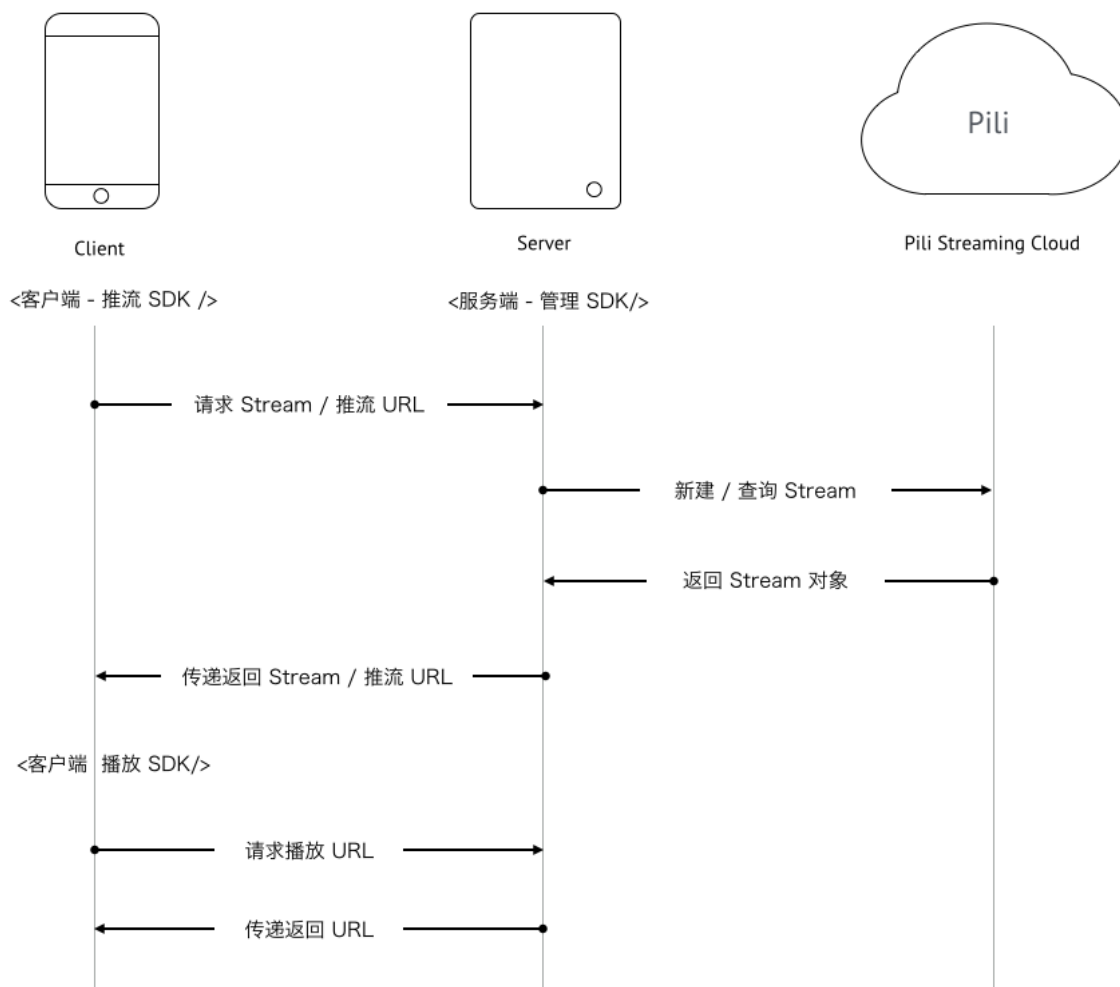 Pili
Client
Server
Pili Streaming Cloud
<客户端 - 推流 SDK />
<服务端 - 管理 SDK/>
请求 Stream / 推流 URL
新建 / 查询 Stream
返回 Stream 对象
传递返回 Stream / 推流 URL
<客户端 播放 SDK/>
请求播放 URL
传递返回 URL